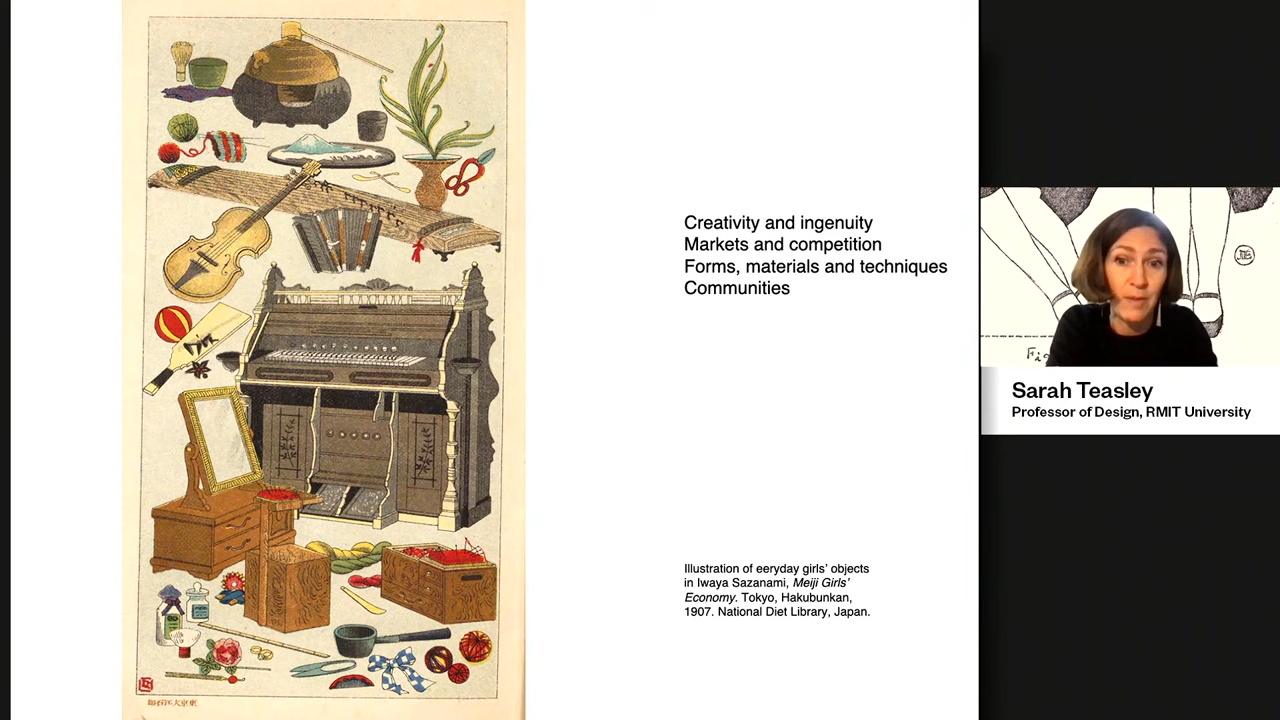 Creativity and ingenuity
Markets and competition
Forms, materials and techniques
Communities
Illustration of eeryday girls’ objects
in Iwaya Sazanami, Meiji Girls’
Economy. Tokyo, Hakubunkan,
1907. National Diet Library, Japan.
Sarah Teasley
Professor of Design, RMIT University